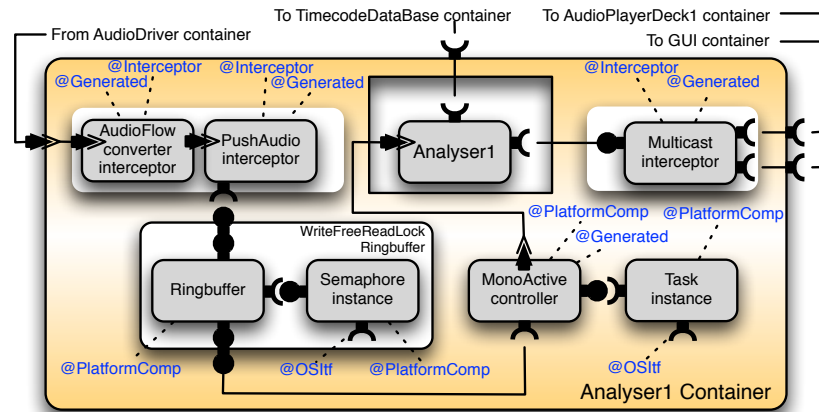 To TimecodeDataBase container
To AudioPlayerDeck1 container
From AudioDriver container
To GUI container
@Interceptor
@Generated
@Interceptor
@Generated
@Interceptor
@Generated
AudioFlow
converter
interceptor
PushAudio
interceptor
Analyser1
Multicast
interceptor
WriteFreeReadLock
Ringbuffer
@PlatformComp
@PlatformComp
@Generated
Ringbuffer
Semaphore
instance
MonoActive
controller
Task
instance
@PlatformComp
@OSItf
@PlatformComp
@OSItf
Analyser1 Container